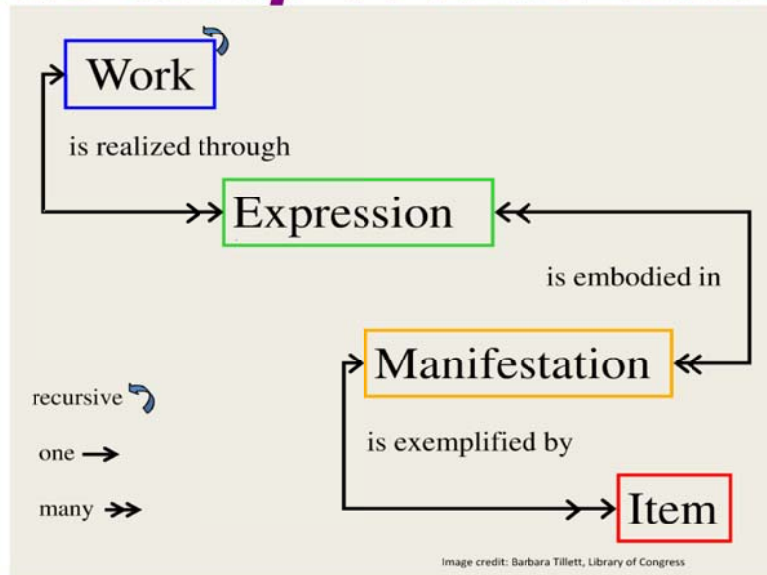 Work
is realized through
Expression
is embodied in
Manifestation
is exemplified by
Item
recursive
one
many
Image credit: Barbara Tillett, Library of Congress